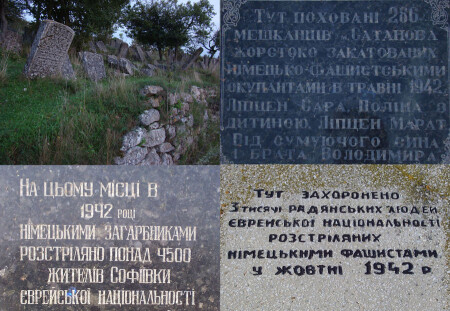 Тут поховані 286
мешканців Сатанова
жорстоко закатованих
німецько-фашистськими
окупантами в травні 1942.
Ліпцен Сара, Поліна з
дитиною, Ліпцен Марат
Від сумуючого сина
брата Володимира
На цьому місці в
1942 році
німецькими загарбниками
розстріляно понад 4500
жителів Софіївки
єврейської національності
Тут захоронено
3 тисячі радянських людей
єврейської національності
розстріляних
німецькими фашистами
у жовтні 1942 р.